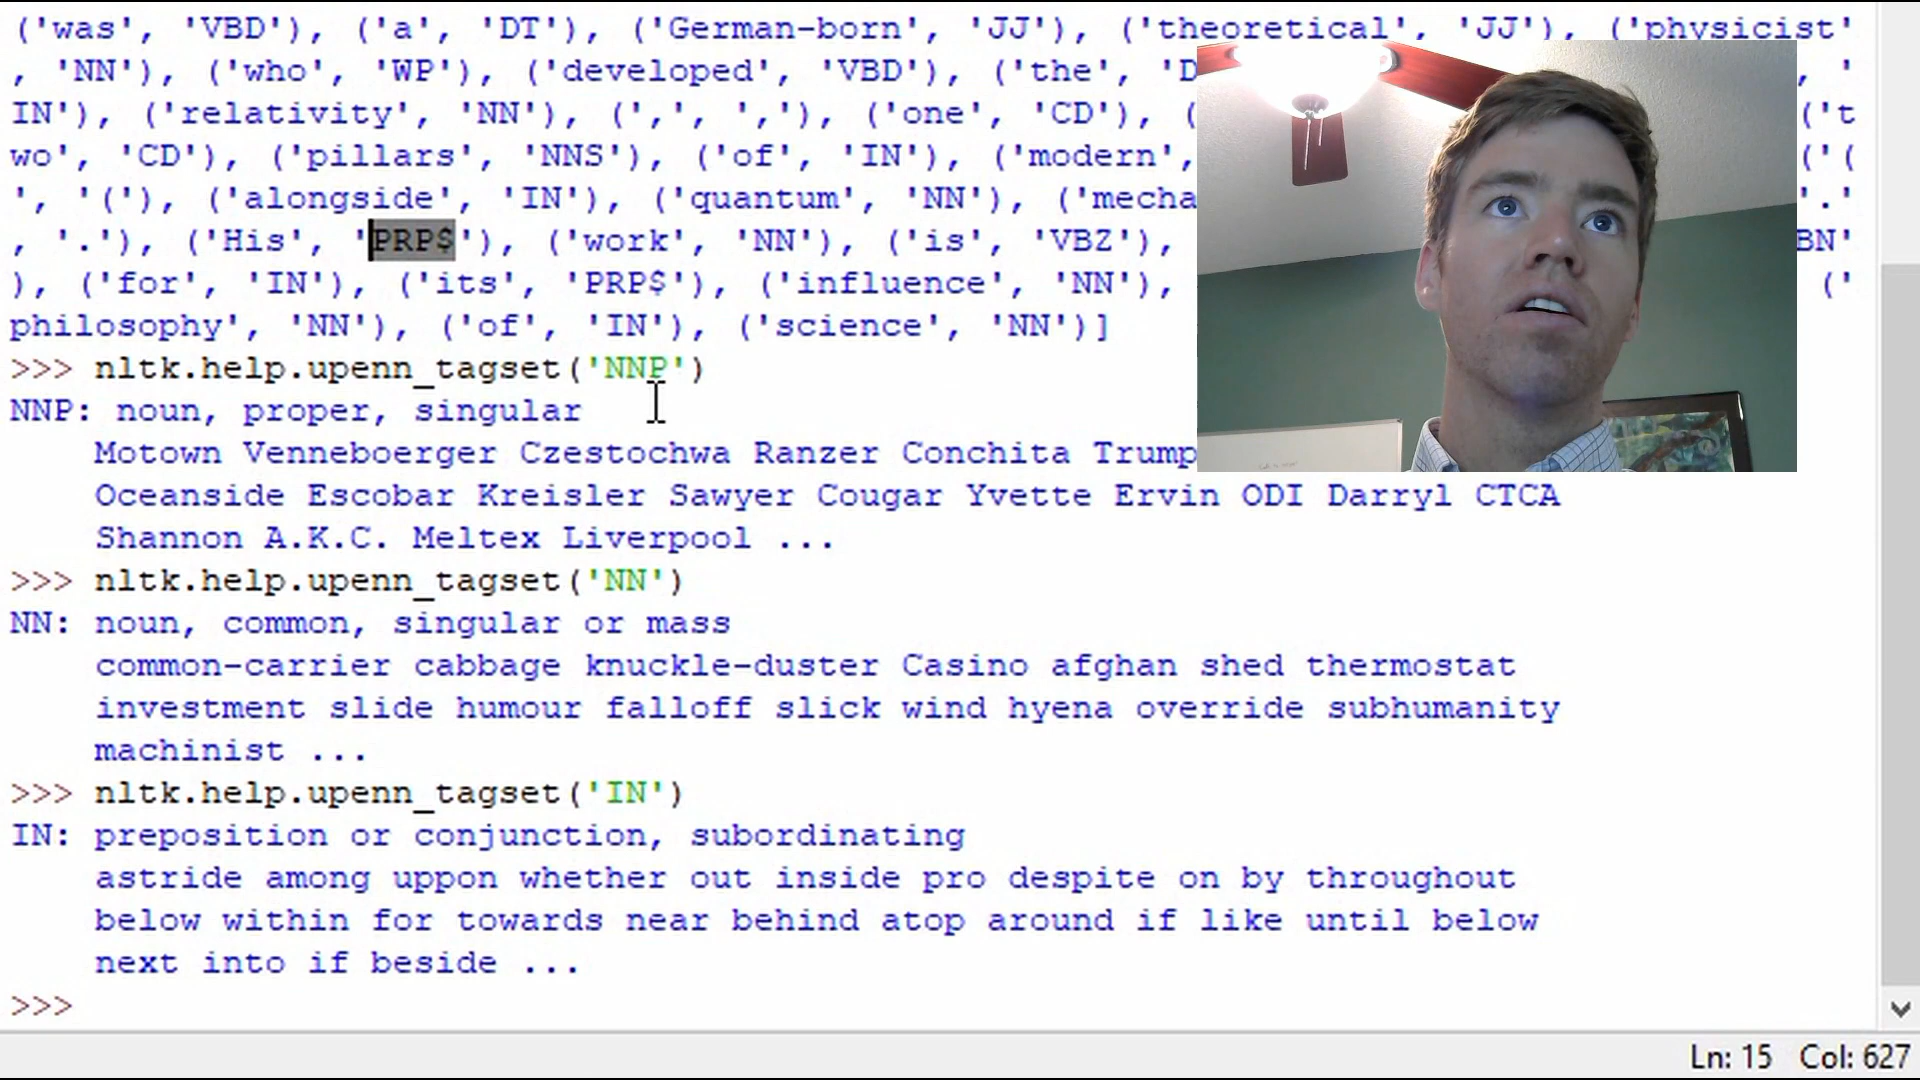 ('was', 'VBD'), ('a', 'DT'), ('German-born', 'JJ'), ('theoretical', 'JJ'), ('physicist'
, 'NN'), ('who', 'WP'), ('developed', 'VBD'), ('the', 'D , '
IN'), ('relativity', 'NN'), (',', ','), ('one', 'CD'), ( ('t
wo', 'CD'), ('pillars', 'NNS'), ('of', 'IN'), ('modern', ('(
', '('), ('alongside', 'IN'), ('quantum', 'NN'), ('mecha '.'
, '.'), ('His', 'PRP$'), ('work', 'NN'), ('is', 'VBZ'), BN'
), ('for', 'IN'), ('its', 'PRP$'), ('influence', 'NN'), ('
philosophy', 'NN'), ('of', 'IN'), ('science', 'NN')]
>>> nltk.help.upenn_tagset('NNP')
NNP: noun, proper, singular
Motown Venneboerger Czestochwa Ranzer Conchita Trump
Oceanside Escobar Kreisler Sawyer Cougar Yvette Ervin ODI Darryl CTCA
Shannon A.K.C. Meltex Liverpool ...
>>> nltk.help.upenn_tagset('NN')
NN: noun, common, singular or mass
common-carrier cabbage knuckle-duster Casino afghan shed thermostat
investment slide humour falloff slick wind hyena override subhumanity
machinist ...
>>> nltk.help.upenn_tagset('IN')
IN: preposition or conjunction, subordinating
astride among uppon whether out inside pro despite on by throughout
below within for towards near behind atop around if like until below
next into if beside ...
>>>
Ln: 15 Col: 627